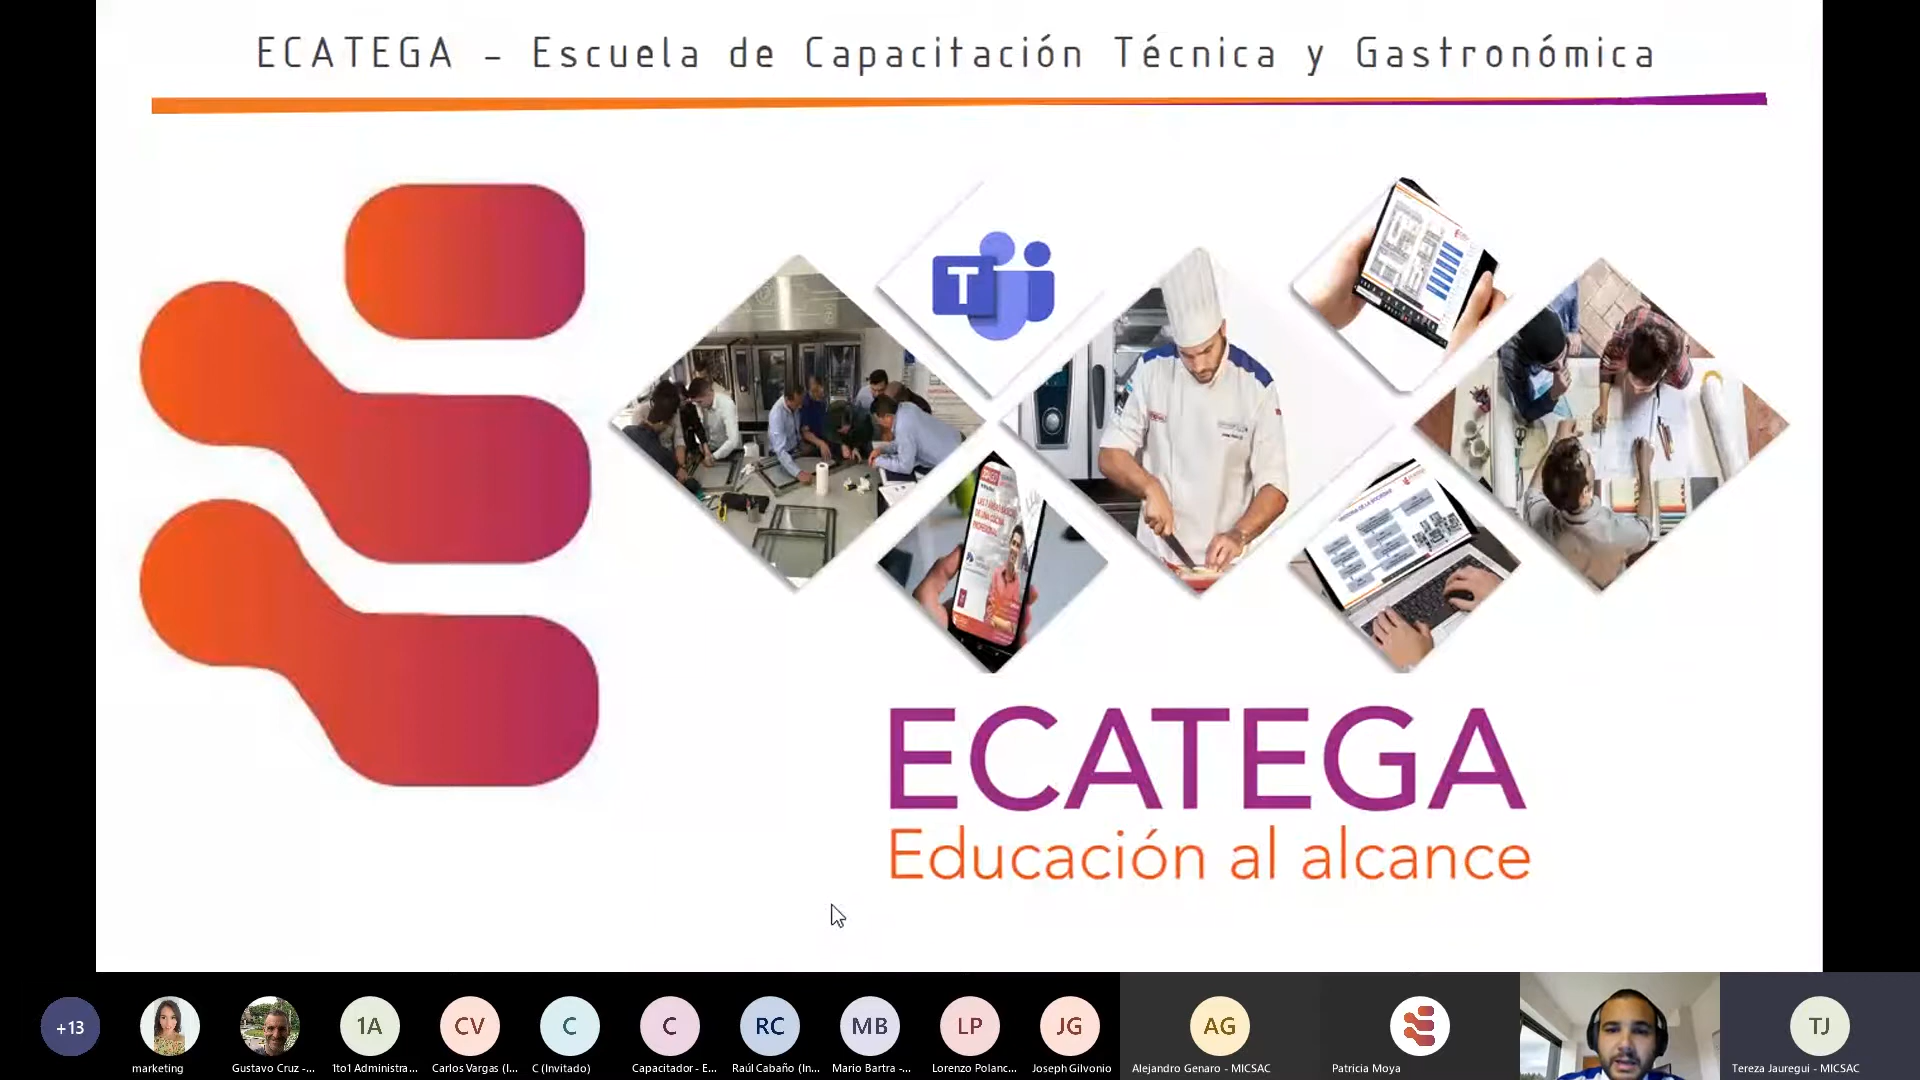 ECATEGA - Escuela de Capacitación Técnica y Gastronómica
T
ECATEGA
Educación al alcance
+13
1A
CV
C
C
RC
MB
LP
JG
AG
TJ
marketing
Gustavo Cruz -...
1to1 Administra...
Carlos Vargas (I...
C (Invitado)
Capacitador - E...
Raúl Cabaño (In...
Mario Bartra -...
Lorenzo Polanc...
Joseph Gilvonio
Alejandro Genaro - MICSAC
Patricia Moya
Tereza Jauregui - MICSAC